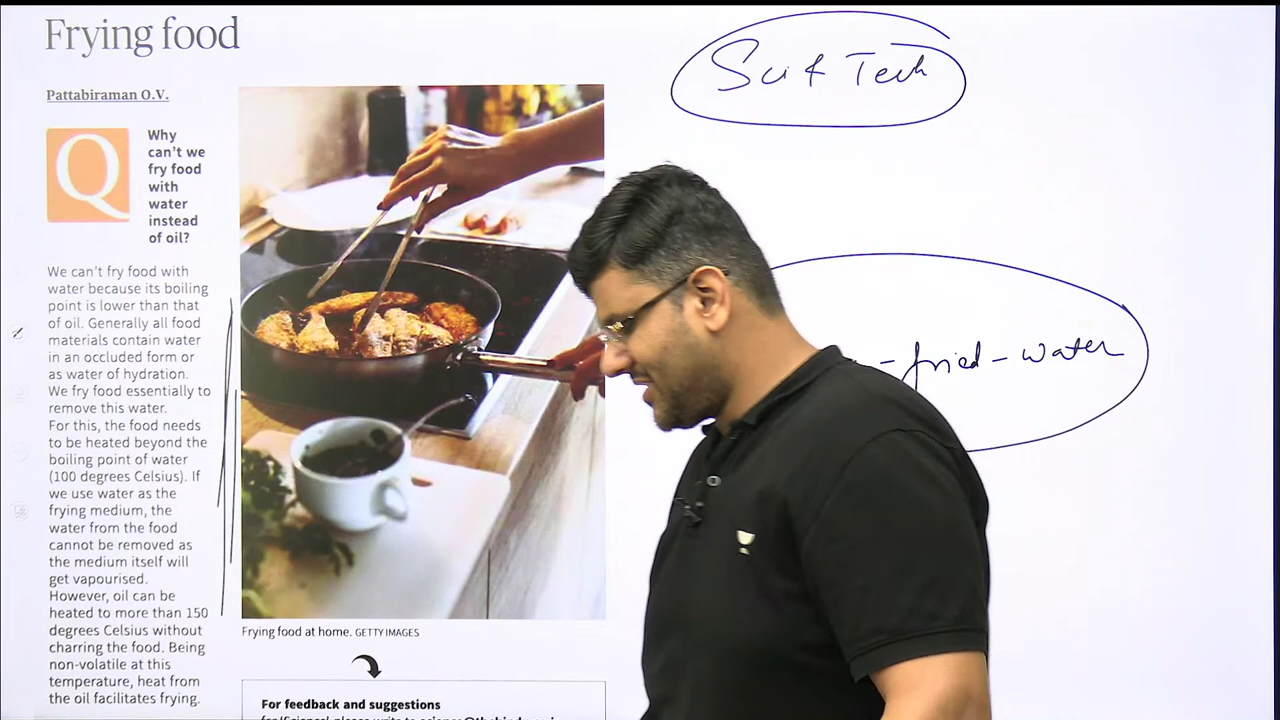 Frying food
Pattabiraman O.V.
Q
Why
can't we
fry food
with
water
instead
of oil?
We can't fry food with
water because its boiling
point is lower than that
of oil. Generally all food
materials contain water
in an occluded form or
as water of hydration.
We fry food essentially to
remove this water.
For this, the food needs
to be heated beyond the
boiling point of water
(100 degrees Celsius). If
we use water as the
frying medium, the
water from the food
cannot be removed as
the medium itself will
get vapourised.
However, oil can be
heated to more than 150
degrees Celsius without
charring the food. Being
non-volatile at this
temperature, heat from
the oil facilitates frying.
Frying food at home. GETTY IMAGES
For feedback and suggestions
Sci & Tech
-fried-water